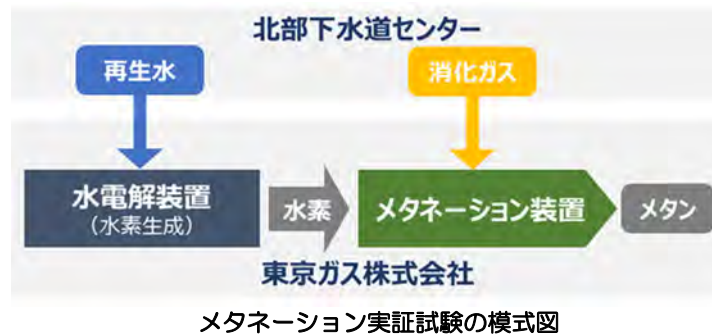 北部下水道センター
再生水
消化ガス
水電解装置
(水素生成)
水素
メタネーション装置
メタン
東京ガス株式会社
メタネーション実証試験の模式図